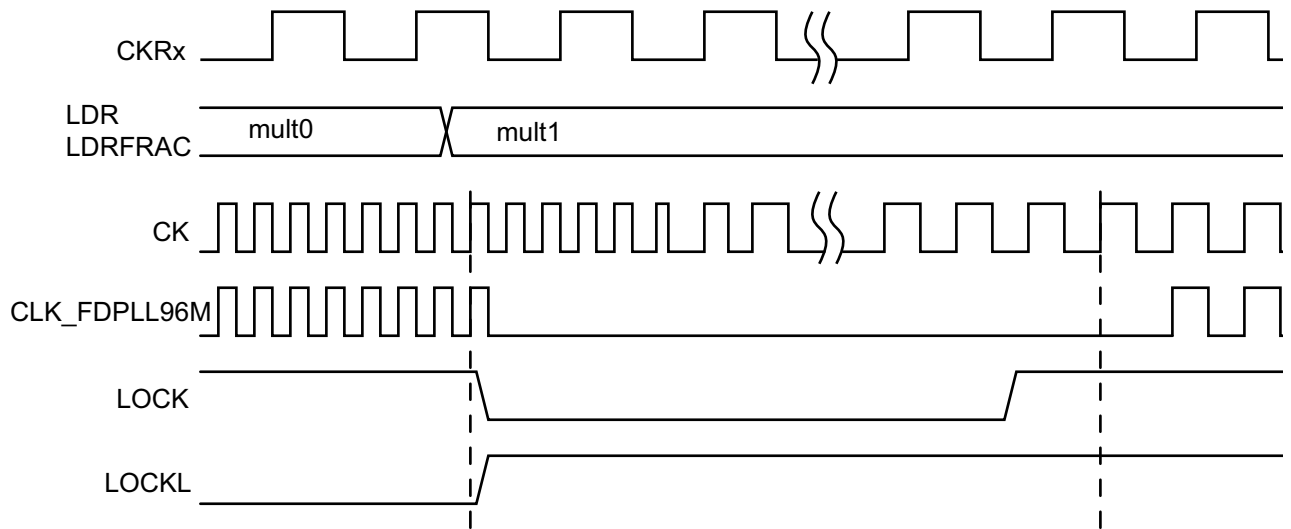 CKRx
LDR
LDRFRAC
mult0
mult1
CK
CLK_FDPLL96M
LOCK
LOCKL